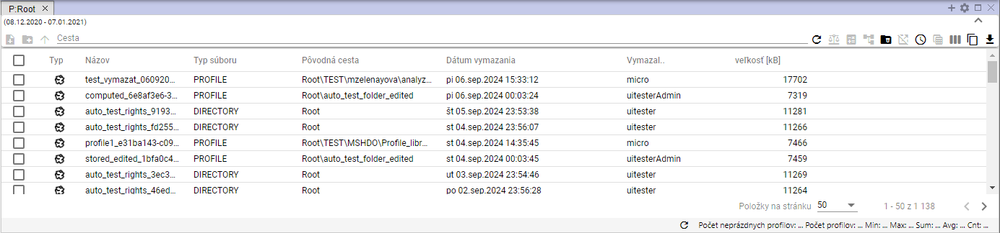 P:Root
(08.12.2020 - 07.01.2021)
Cesta
Typ Názov Typ súboru Pôvodná cesta Dátum vymazania Vymazal.. veľkosť [kB]
test_vymazat_060920... PROFILE Root\TEST\mzelenayova\analyz... pi 06.sep.2024 15:33:12 micro 17702
computed_6e8af3e6-3... PROFILE Root\auto_test_folder_edited pi 06.sep.2024 00:03:24 uitesterAdmin 7319
auto_test_rights_9193... DIRECTORY Root št 05.sep.2024 23:53:38 uitester 11281
auto_test_rights_fd255... DIRECTORY Root st 04.sep.2024 23:56:07 uitester 11266
profile1_e31ba143-c09... PROFILE Root\TEST\MSHDO\Profile_libr... st 04.sep.2024 14:35:45 micro 7466
stored_edited_1bfa0c4... PROFILE Root\auto_test_folder_edited st 04.sep.2024 00:03:45 uitesterAdmin 7459
auto_test_rights_3ec3... DIRECTORY Root ut 03.sep.2024 23:54:46 uitester 11269
auto_test_rights_46ed... DIRECTORY Root po 02.sep.2024 23:56:28 uitester 11264
Položky na stránku 50 1 - 50 z 1 138
Počet neprázdnych profilov: ... Počet profilov: ... Min: ... Max: ... Sum: ... Avg: ... Cnt: ...